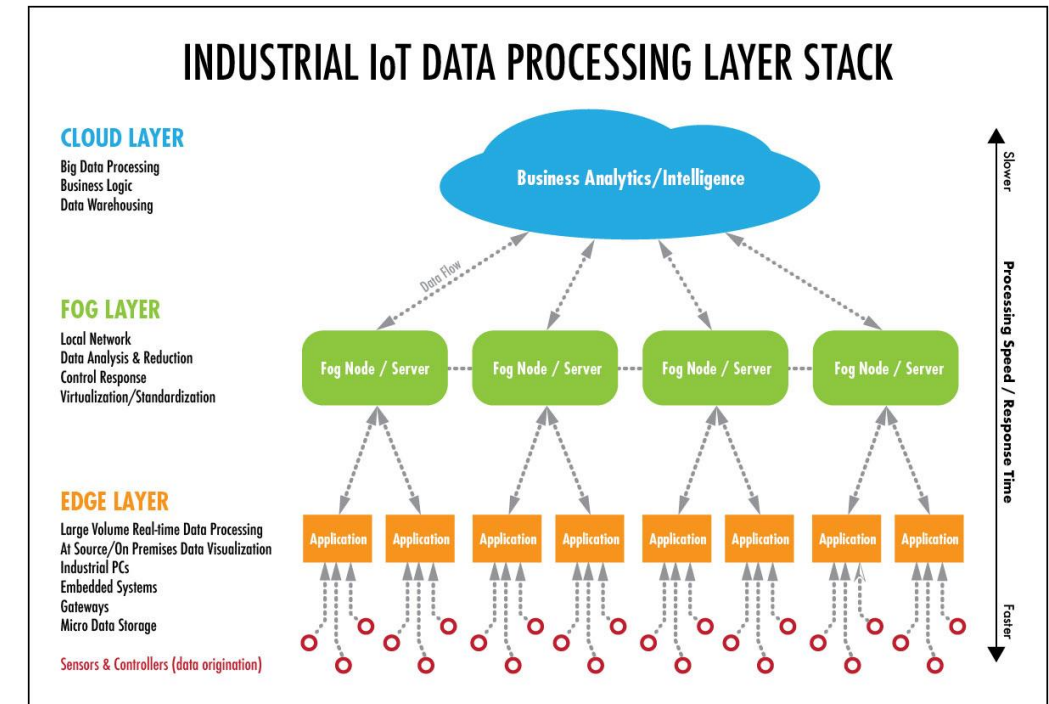 INDUSTRIAL IoT DATA PROCESSING LAYER STACK
CLOUD LAYER
Big Data Processing
Business Logic
Data Warehousing
Business Analytics/Intelligence
Data Flow
FOG LAYER
Local Network
Data Analysis & Reduction
Control Response
Virtualization/Standardization
Fog Node / Server
Fog Node / Server
Fog Node / Server
Fog Node / Server
EDGE LAYER
Large Volume Real-time Data Processing
At Source/On Premises Data Visualization
Industrial PCs
Embedded Systems
Gateways
Micro Data Storage
Application
Application
Application
Application
Application
Application
Application
Application
Sensors & Controllers (data origination)
Slower
Processing Speed / Response Time
Faster